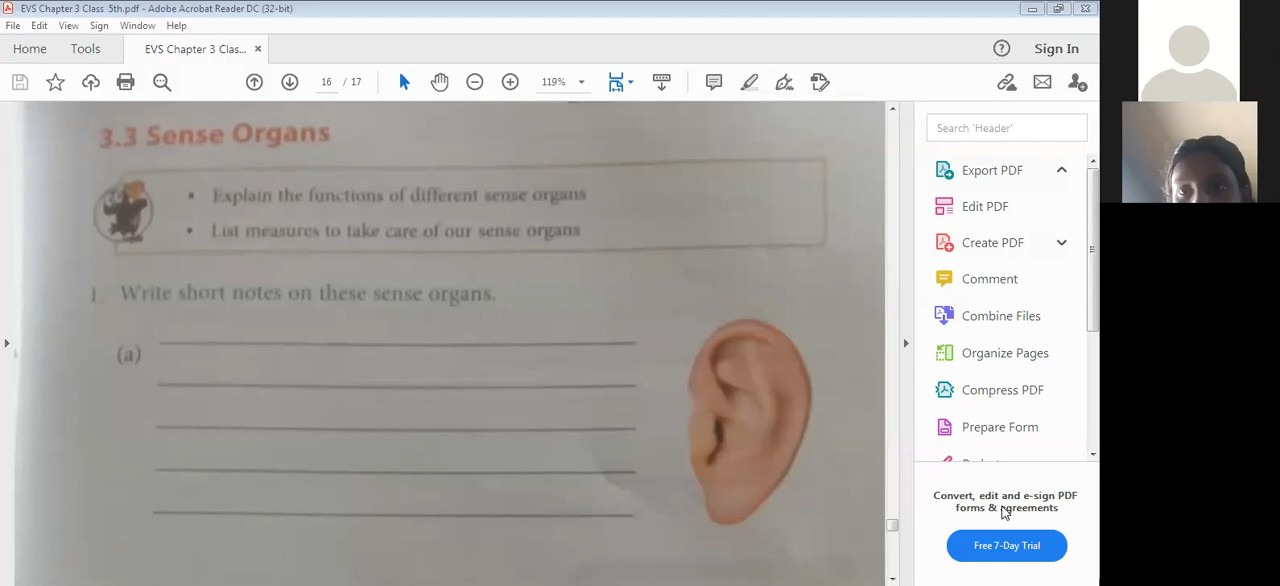 EVS Chapter 3 Class 5th.pdf - Adobe Acrobat Reader DC (32-bit)
File Edit View Sign Window Help
Home Tools EVS Chapter 3 Clas... × Sign In
16 / 17 119%
3.3 Sense Organs
• Explain the functions of different sense organs
• List measures to take care of our sense organs
1. Write short notes on these sense organs.
(a)
Search 'Header'
Export PDF
Edit PDF
Create PDF
Comment
Combine Files
Organize Pages
Compress PDF
Prepare Form
Convert, edit and e-sign PDF
forms & agreements
Free 7-Day Trial